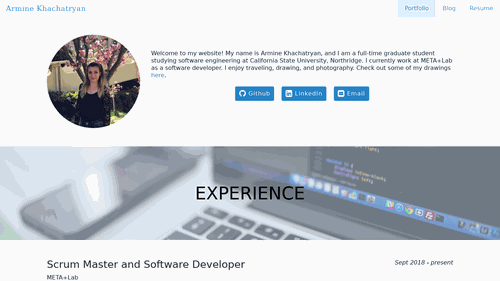 Armine Khachatryan
Portfolio
Blog
Resume
Welcome to my website! My name is Armine Khachatryan, and I am a full-time graduate student
studying software engineering at California State University, Northridge. I currently work at META+Lab
as a software developer. I enjoy traveling, drawing, and photography. Check out some of my drawings
here.
Github
LinkedIn
Email
EXPERIENCE
Scrum Master and Software Developer
Sept 2018 - present
META+Lab